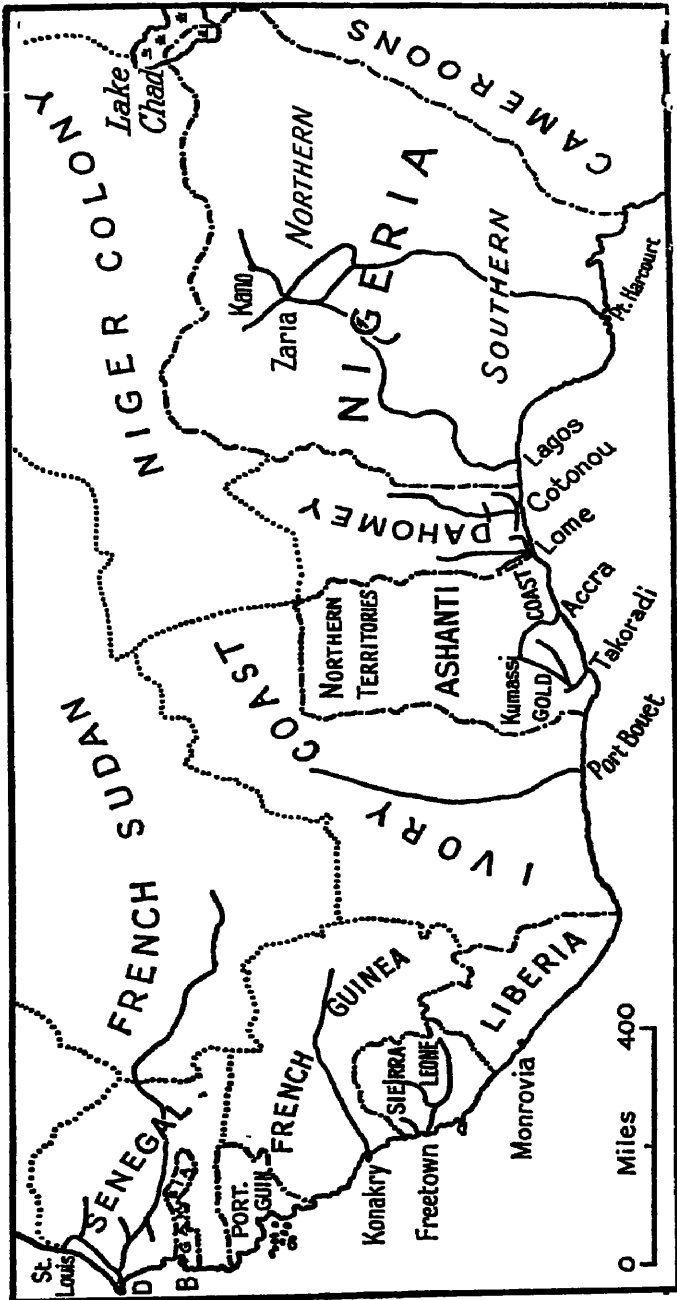 Lake
Chad
NIGER COLONY
CAMEROONS
NORTHERN
NIGERIA
SOUTHERN
Kano
Zaria
Pt. Harcourt
Lagos
Cotonou
Lome
Accra
Takoradi
Port Bouet
DAHOMEY
NORTHERN
TERRITORIES
ASHANTI
Kumassi
GOLD COAST
IVORY COAST
FRENCH SUDAN
LIBERIA
Monrovia
SIERRA
LEONE
Freetown
Konakry
FRENCH GUINEA
PORT.
GUIN.
GAMBIA
SENEGAL
St.
Louis
D
B
Miles
0 400